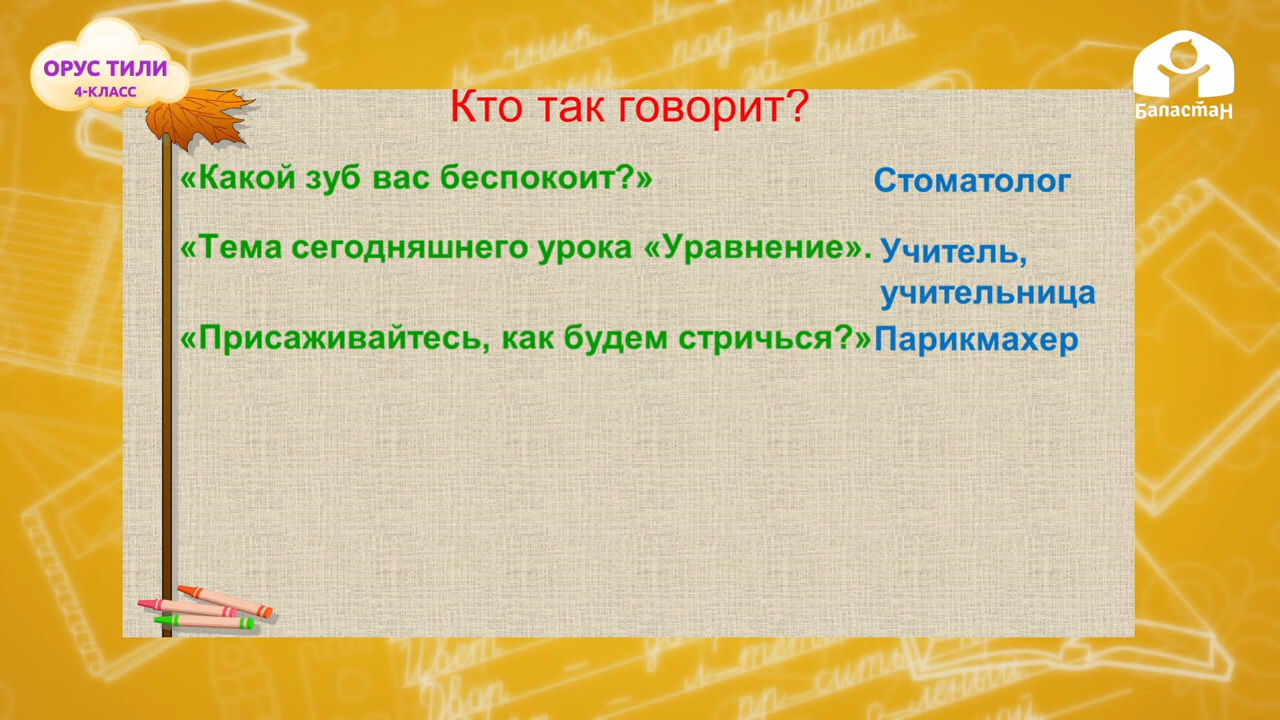 ОРУС ТИЛИ
4-КЛАСС
Баластан
Кто так говорит?
«Какой зуб вас беспокоит?» Стоматолог
«Тема сегодняшнего урока «Уравнение». Учитель,
учительница
«Присаживайтесь, как будем стричься?» Парикмахер